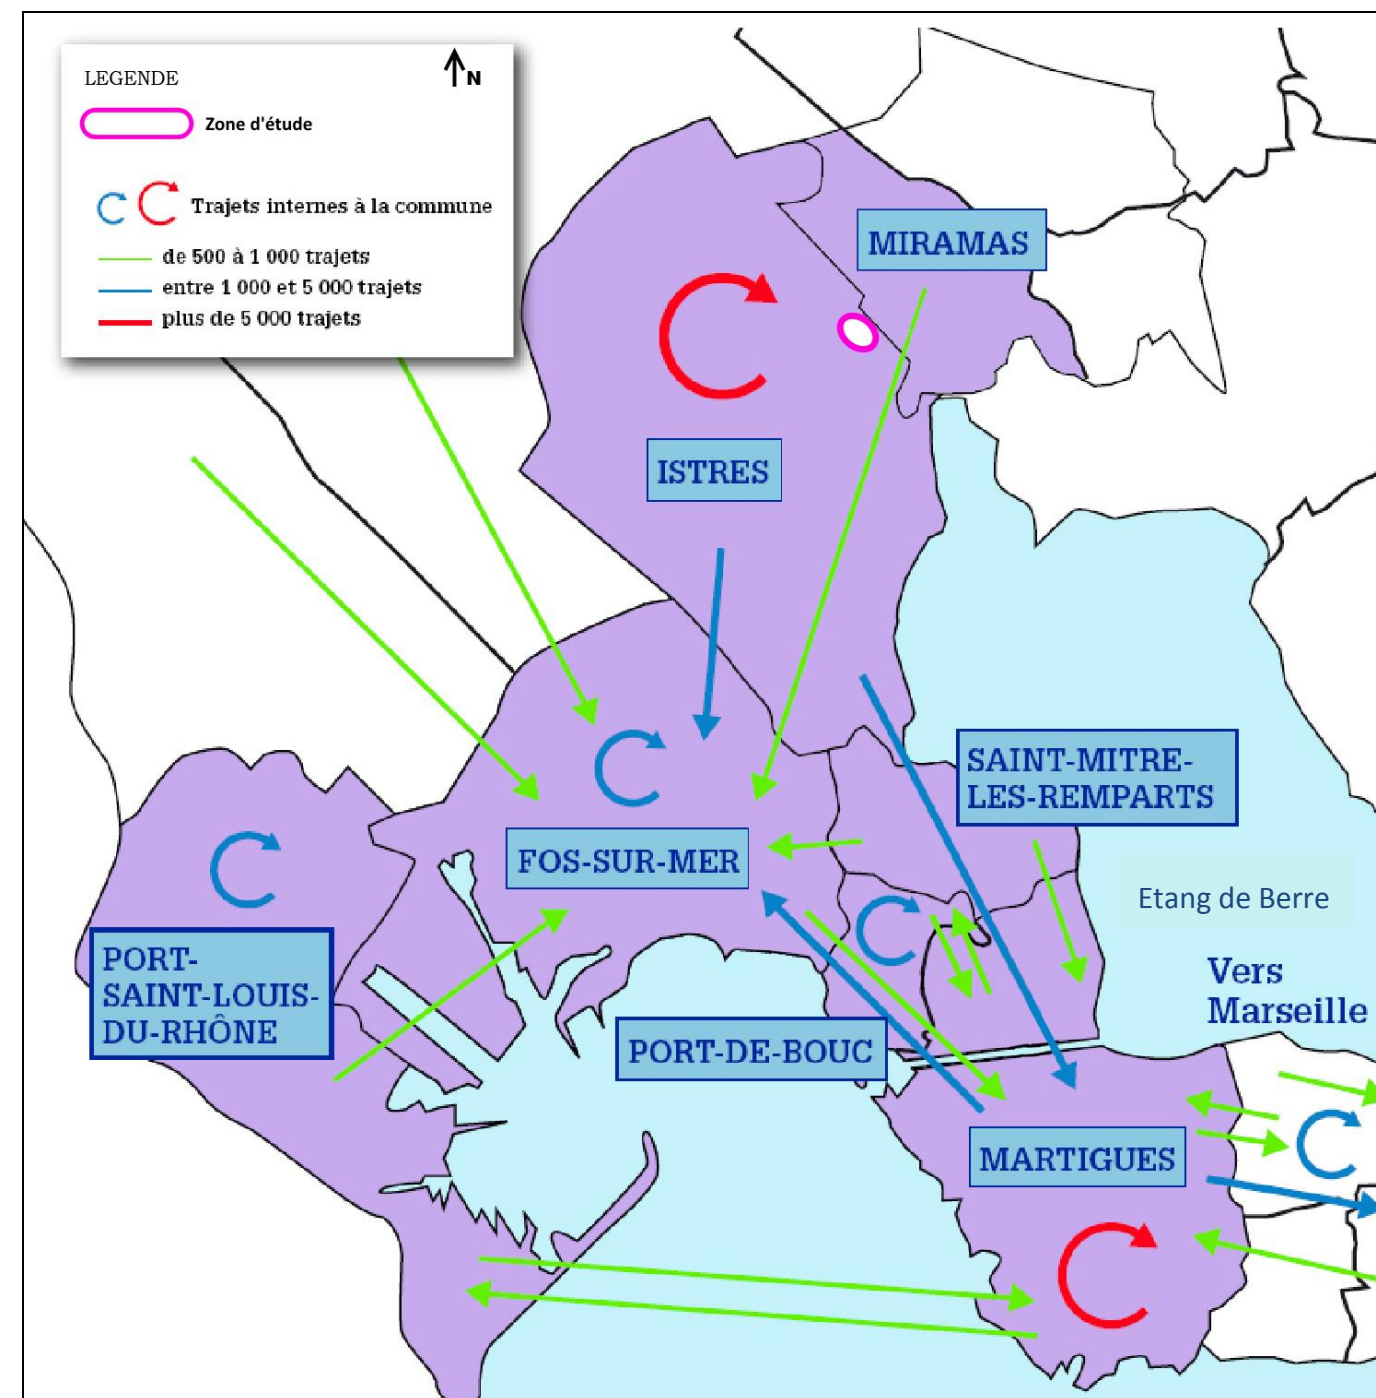 LEGENDE
N
Zone d'étude
Trajets internes à la commune
de 500 à 1 000 trajets
entre 1 000 et 5 000 trajets
plus de 5 000 trajets
MIRAMAS
ISTRES
SAINT-MITRE-
LES-REMPARTS
FOS-SUR-MER
Etang de Berre
PORT-
SAINT-LOUIS-
DU-RHÔNE
Vers
Marseille
PORT-DE-BOUC
MARTIGUES